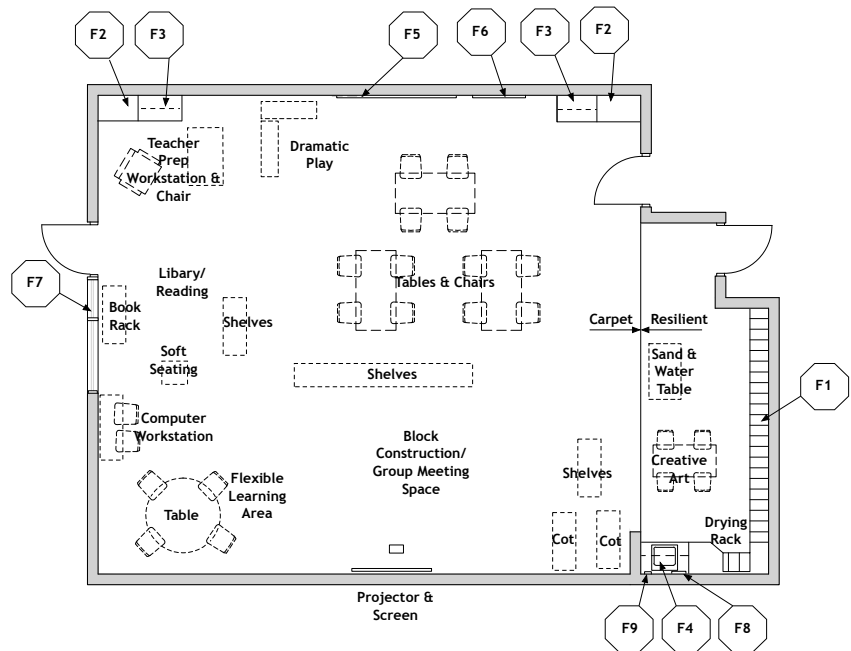 F2
F3
F5
F6
F3
F2
Teacher
Prep
Workstation &
Chair
Dramatic
Play
F7
Libary/
Reading
Tables & Chairs
Book
Rack
Shelves
Carpet
Resilient
Soft
Seating
Shelves
Sand &
Water
Table
F1
Computer
Workstation
Block
Construction/
Group Meeting
Space
Shelves
Creative
Art
Flexible
Learning
Area
Table
Cot
Cot
Drying
Rack
Projector &
Screen
F9
F4
F8